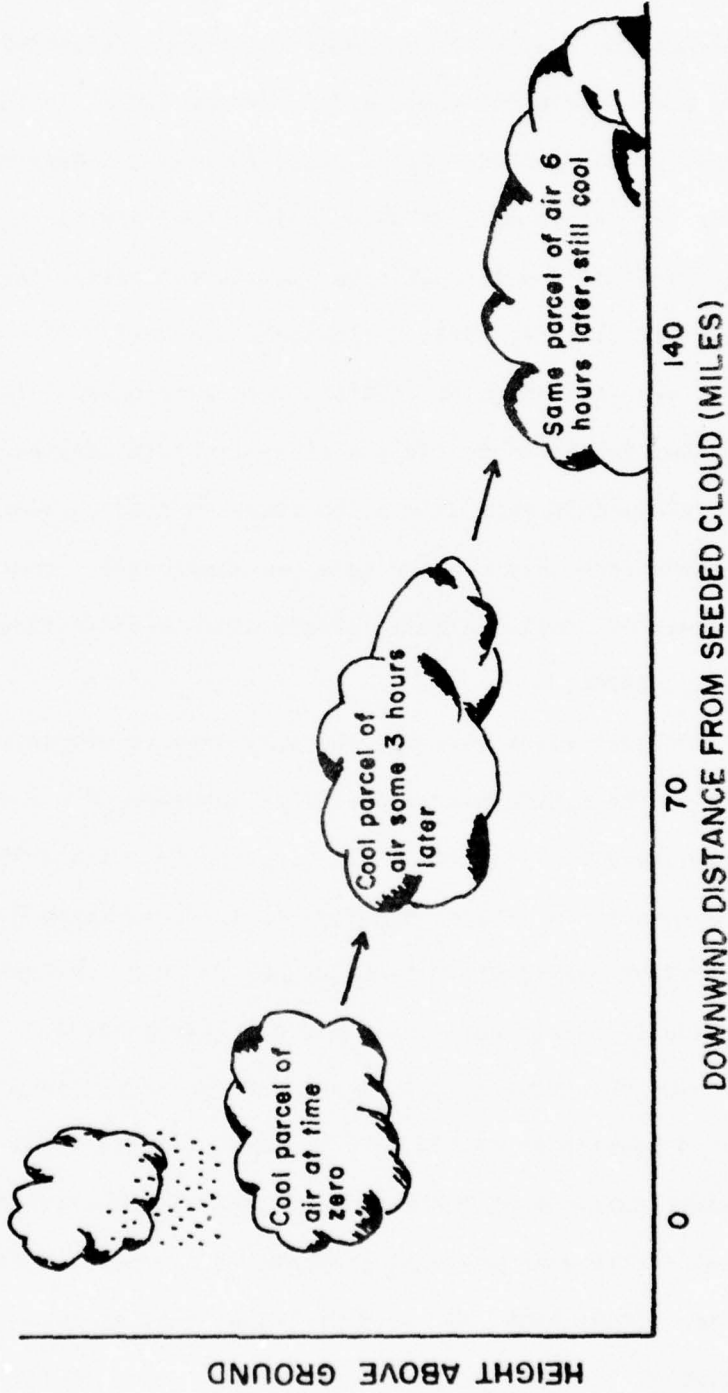 HEIGHT ABOVE GROUND
Cool parcel of
air at time
zero
Cool parcel of
air some 3 hours
later
Same parcel of air 6
hours later, still cool
0
70
140
DOWNWIND DISTANCE FROM SEEDED CLOUD (MILES)